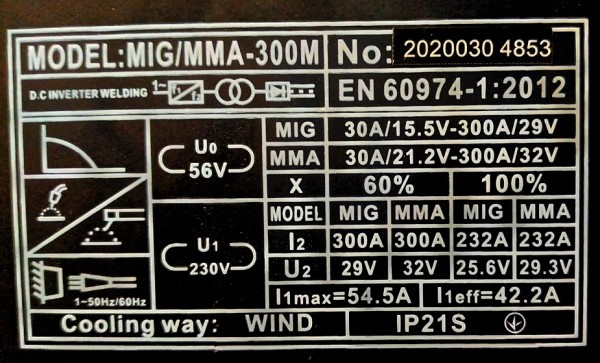 MODEL:MIG/MMA-300M No: 2020030 4853
D.C INVERTER WELDING 1~ f1 f2 EN 60974-1:2012
MIG 30A/15.5V-300A/29V
U0 56V MMA 30A/21.2V-300A/32V
X 60% 100%
MODEL MIG MMA MIG MMA
I2 300A 300A 232A 232A
U1 230V U2 29V 32V 25.6V 29.3V
1~50Hz/60Hz I1max=54.5A I1eff=42.2A
Cooling way: WIND IP21S